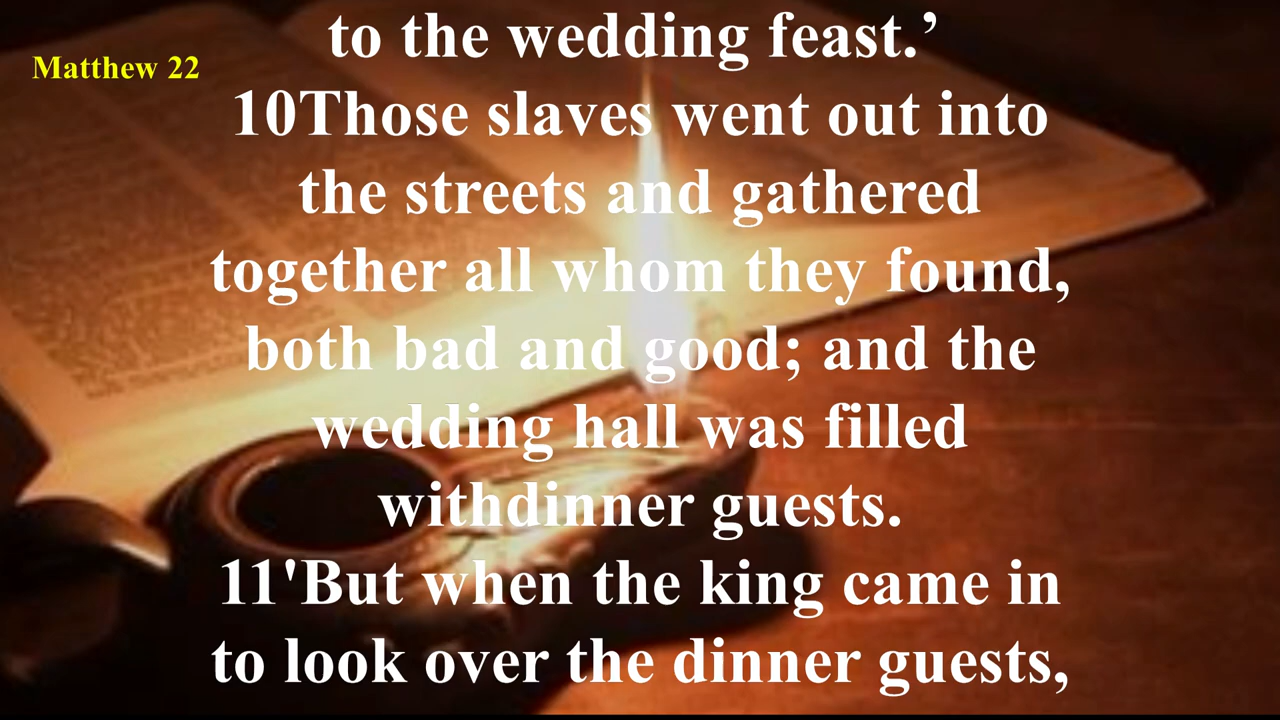 to the wedding feast.’
Matthew 22
10Those slaves went out into
the streets and gathered
together all whom they found,
both bad and good; and the
wedding hall was filled
withdinner guests.
11'But when the king came in
to look over the dinner guests,